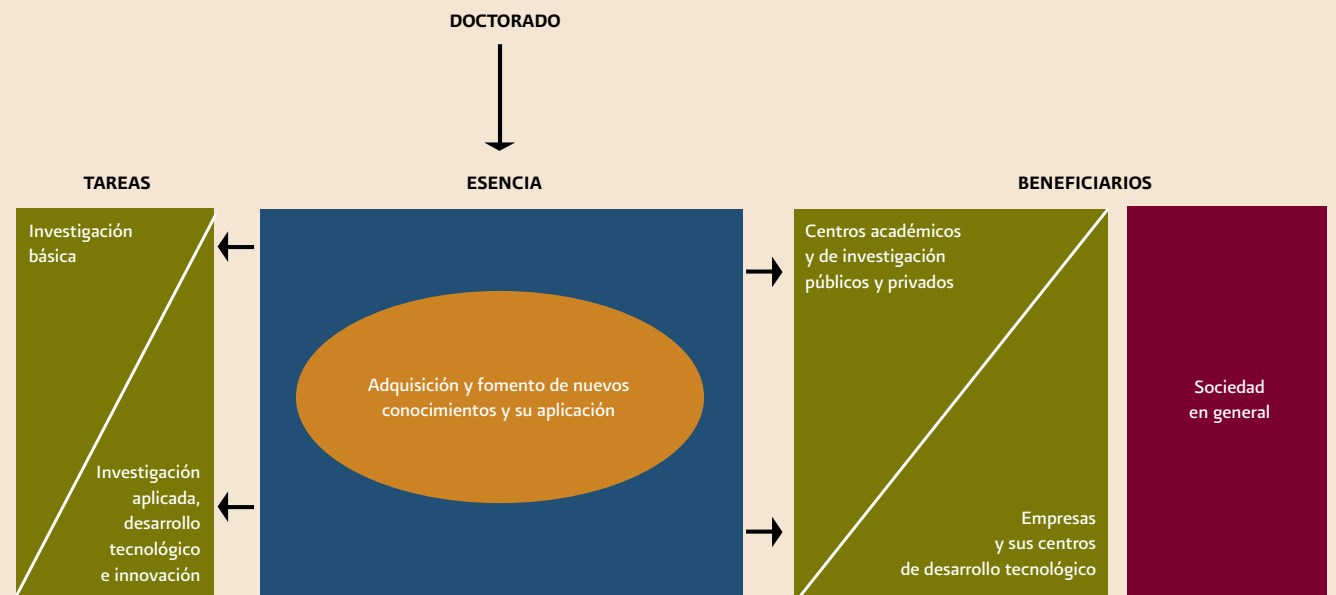 DOCTORADO
TAREAS
ESENCIA
BENEFICIARIOS
Investigación
básica
Investigación
aplicada,
desarrollo
tecnológico
e innovación
Adquisición y fomento de nuevos
conocimientos y su aplicación
Centros académicos
y de investigación
públicos y privados
Empresas
y sus centros
de desarrollo tecnológico
Sociedad
en general